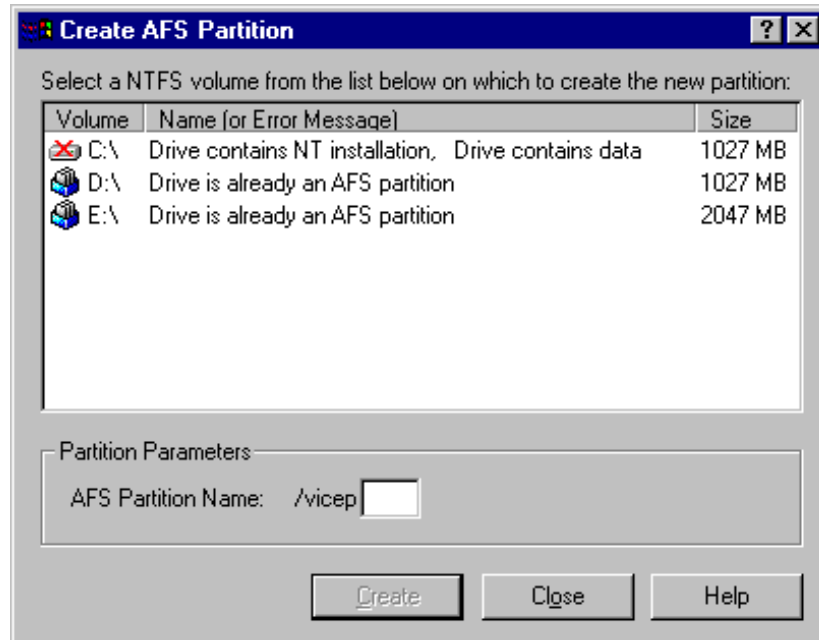 Create AFS Partition
Select a NTFS volume from the list below on which to create the new partition:
Volume Name (or Error Message) Size
C:\ Drive contains NT installation, Drive contains data 1027 MB
D:\ Drive is already an AFS partition 1027 MB
E:\ Drive is already an AFS partition 2047 MB
Partition Parameters
AFS Partition Name: /vicep
Create Close Help